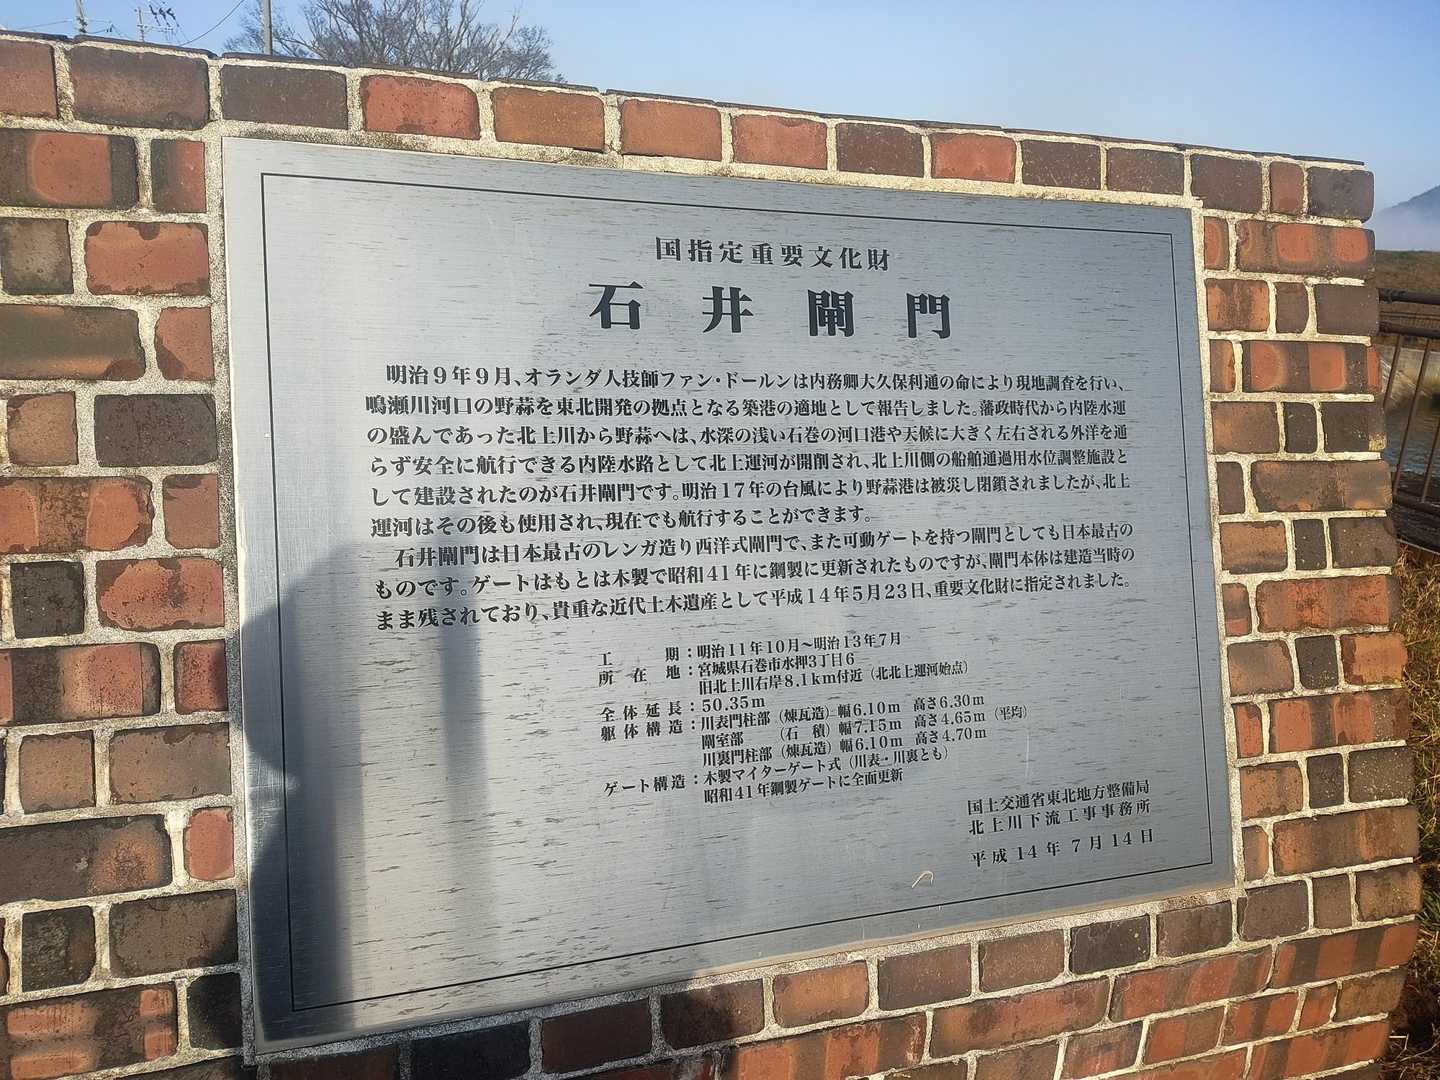 国指定重要文化財
石井閘門
明治9年9月、オランダ人技師ファン・ドールンは内務卿大久保利通の命により現地調査を行い、
鳴瀬川河口の野蒜を東北開発の拠点となる築港の適地として報告しました。藩政時代から内陸水運
の盛んであった北上川から野蒜へは、水深の浅い石巻の河口港や天候に大きく左右される外洋を通
らず安全に航行できる内陸水路として北上運河が開削され、北上川側の船舶通過用水位調整施設と
して建設されたのが石井閘門です。明治17年の台風により野蒜港は被災し閉鎖されましたが、北上
運河はその後も使用され、現在でも航行することができます。
石井閘門は日本最古のレンガ造り西洋式閘門で、また可動ゲートを持つ閘門としても日本最古の
ものです。ゲートはもとは木製で昭和41年に鋼製に更新されたものですが、閘門本体は建造当時の
まま残されており、貴重な近代土木遺産として平成14年5月23日、重要文化財に指定されました。
工期：明治11年10月～明治13年7月
所在地：宮城県石巻市水押3丁目6
旧北上川右岸8.1km付近（北北上運河始点）
全体延長：50.35m
躯体構造：川表門柱部（煉瓦造）幅6.10m 高さ6.30m
閘室部（石積）幅7.15m 高さ4.65m（平均）
川裏門柱部（煉瓦造）幅6.10m 高さ4.70m
ゲート構造：木製マイターゲート式（川表・川裏とも）
昭和41年鋼製ゲートに全面更新
国土交通省東北地方整備局
北上川下流工事事務所
平成14年7月14日